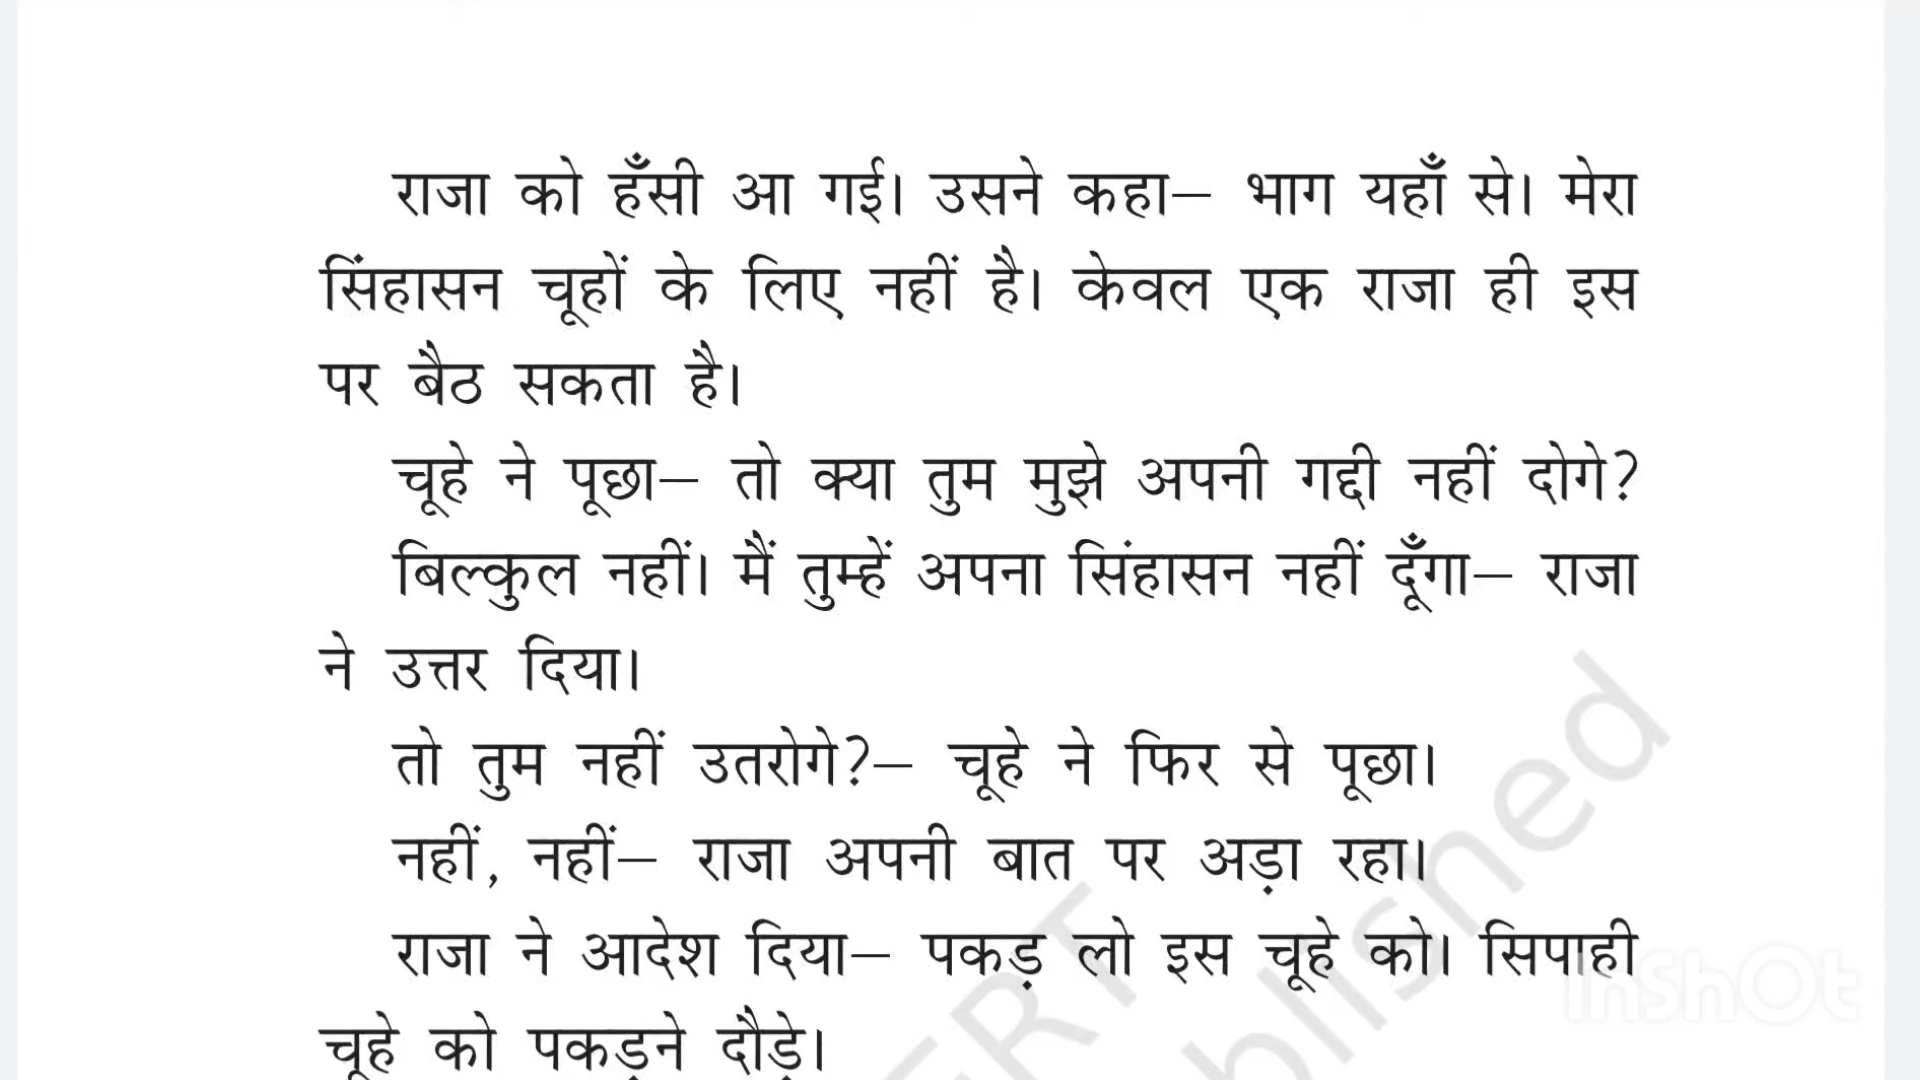 राजा को हँसी आ गई। उसने कहा– भाग यहाँ से। मेरा
सिंहासन चूहों के लिए नहीं है। केवल एक राजा ही इस
पर बैठ सकता है।
चूहे ने पूछा– तो क्या तुम मुझे अपनी गद्दी नहीं दोगे?
बिल्कुल नहीं। मैं तुम्हें अपना सिंहासन नहीं दूँगा– राजा
ने उत्तर दिया।
तो तुम नहीं उतरोगे?– चूहे ने फिर से पूछा।
नहीं, नहीं– राजा अपनी बात पर अड़ा रहा।
राजा ने आदेश दिया– पकड़ लो इस चूहे को। सिपाही
चूहे को पकड़ने दौड़े।
InShOt